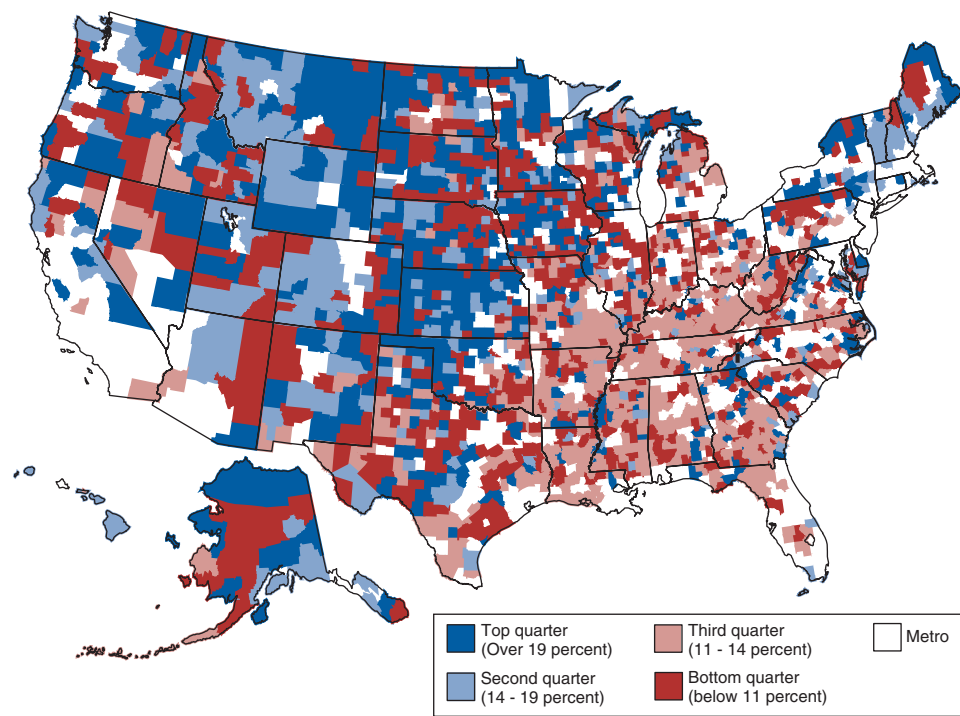 Top quarter
(Over 19 percent)
Second quarter
(14 - 19 percent)
Third quarter
(11 - 14 percent)
Bottom quarter
(below 11 percent)
Metro